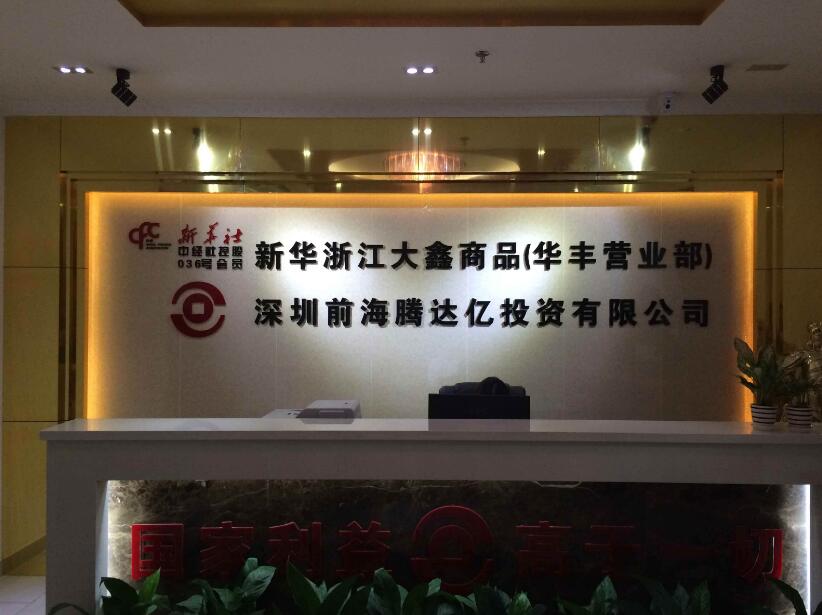 新华社
中经社控股
036号会员
新华浙江大鑫商品(华丰营业部)
深圳前海腾达亿投资有限公司
国家利益 高于一切